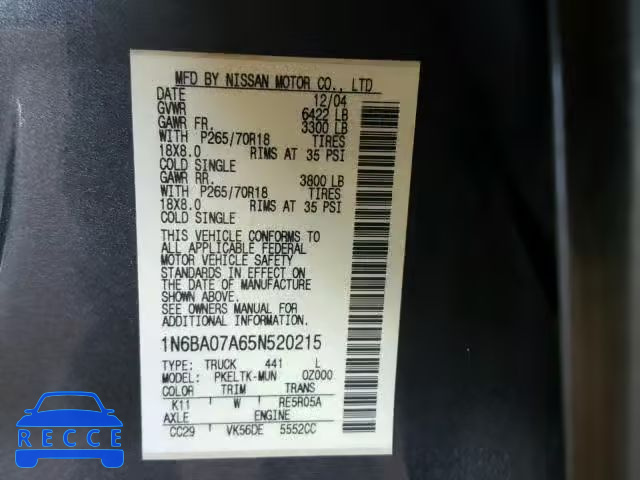 MFD BY NISSAN MOTOR CO., LTD
DATE 12/04
GVWR 6422 LB
GAWR FR. 3300 LB
WITH P265/70R18 TIRES
18X8.0 RIMS AT 35 PSI
COLD SINGLE
GAWR RR. 3800 LB
WITH P265/70R18 TIRES
18X8.0 RIMS AT 35 PSI
COLD SINGLE
THIS VEHICLE CONFORMS TO
ALL APPLICABLE FEDERAL
MOTOR VEHICLE SAFETY
STANDARDS IN EFFECT ON
THE DATE OF MANUFACTURE
SHOWN ABOVE.
SEE OWNERS MANUAL FOR
ADDITIONAL INFORMATION.
1N6BA07A65N520215
TYPE: TRUCK 441 L
MODEL: PKELTK-MUN 0Z000
COLOR TRIM TRANS
K11 W RE5R05A
AXLE ENGINE
CC29 VK56DE 5552CC
RECCE